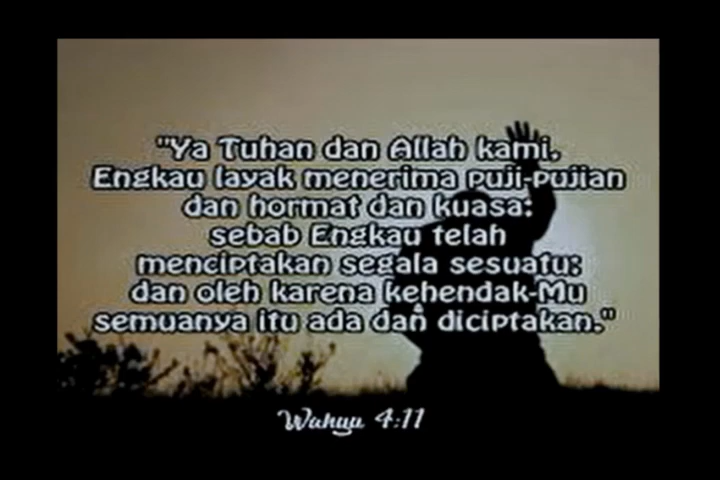 "Ya Tuhan dan Allah kami,
Engkau layak menerima puji-pujian
dan hormat dan kuasa;
sebab Engkau telah
menciptakan segala sesuatu;
dan oleh karena kehendak-Mu
semuanya itu ada dan diciptakan."
Wahyu 4:11